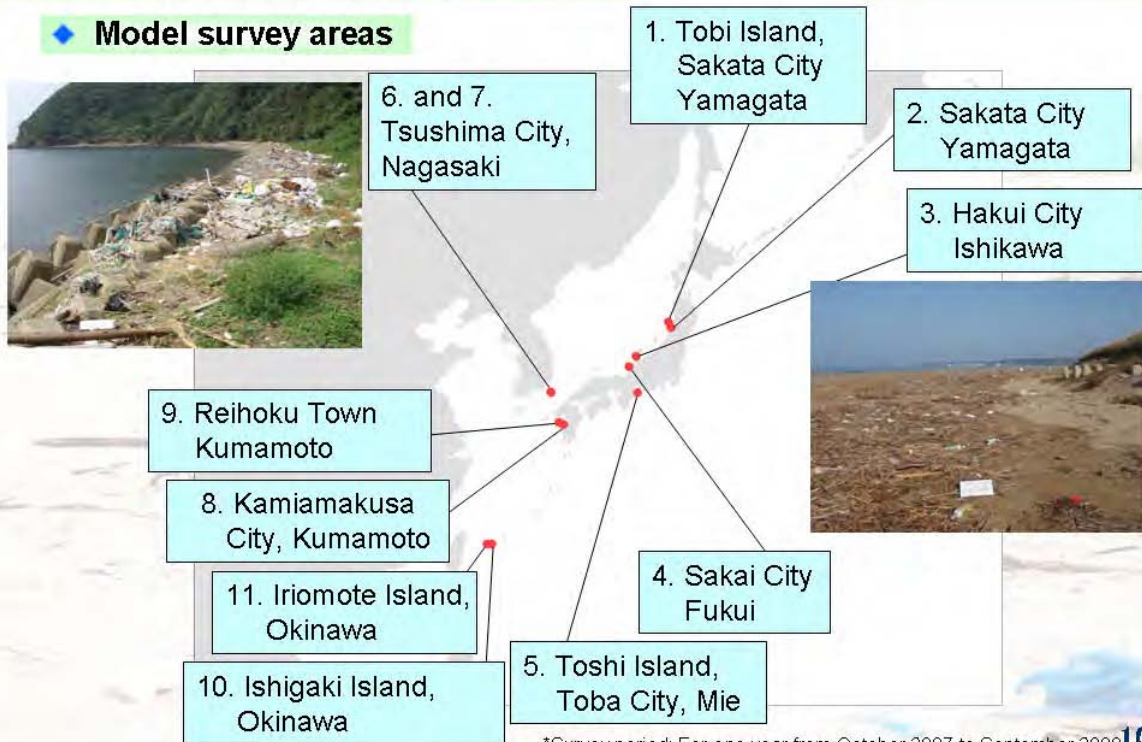 Model survey areas
1. Tobi Island,
Sakata City
Yamagata
6. and 7.
Tsushima City,
Nagasaki
2. Sakata City
Yamagata
3. Hakui City
Ishikawa
9. Reihoku Town
Kumamoto
8. Kamiamakusa
City, Kumamoto
4. Sakai City
Fukui
11. Iriomote Island,
Okinawa
5. Toshi Island,
Toba City, Mie
10. Ishigaki Island,
Okinawa
*Survey period: For one year from October 2007 to September